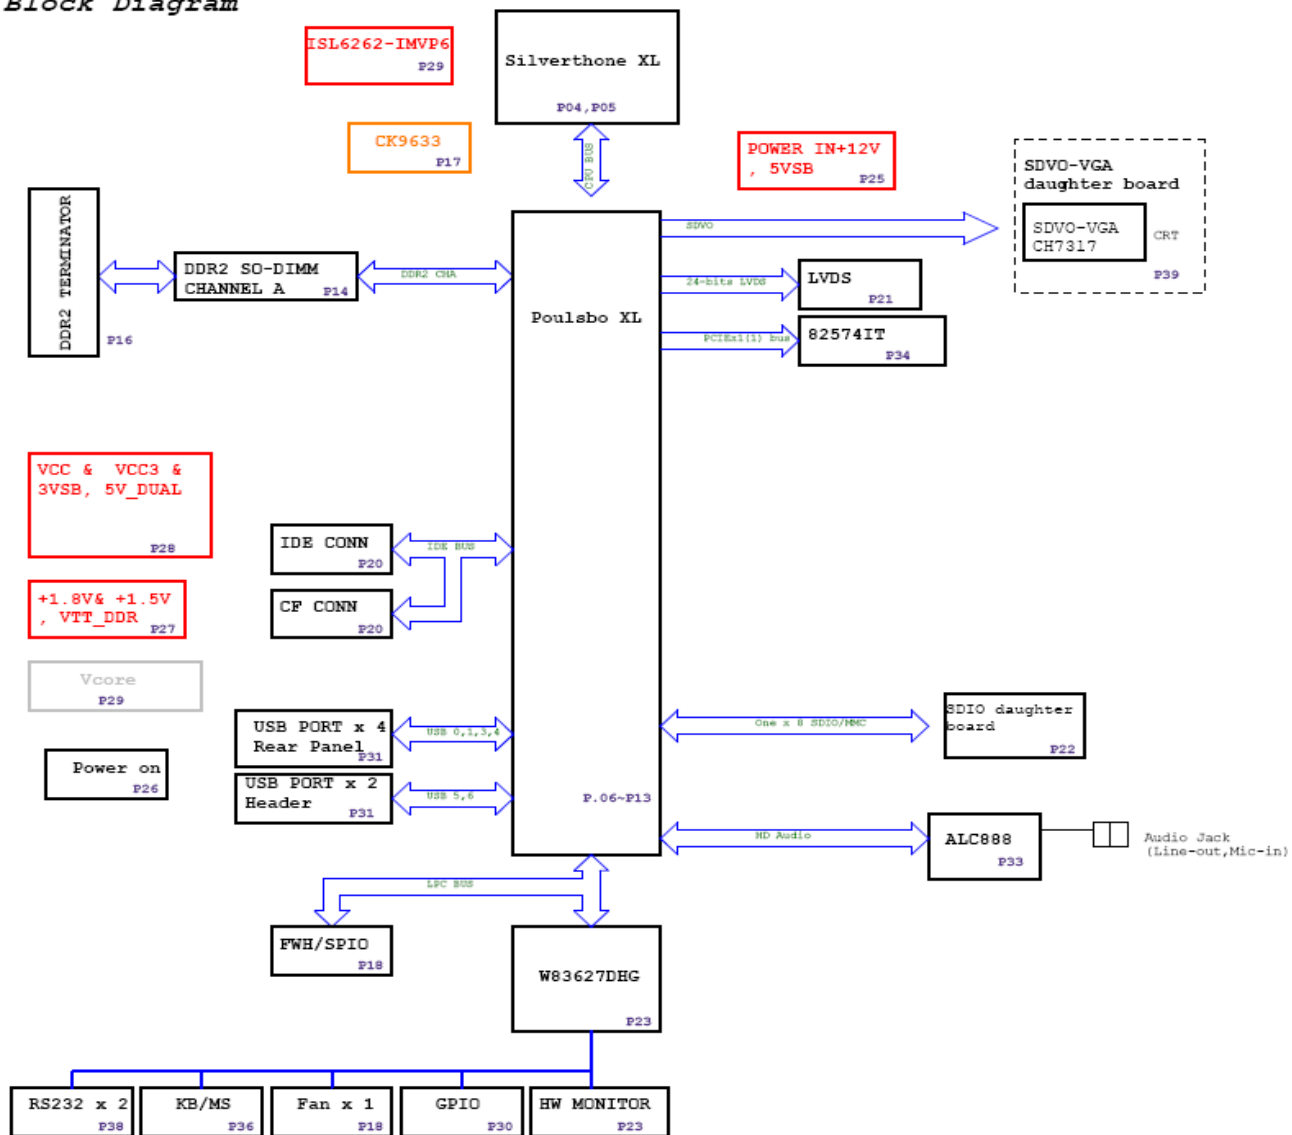 Block Diagram
ISL6262-IMVP6
P29
Silverthone XL
P04,P05
CK9633
P17
CPU BUS
POWER IN+12V
, 5VSB
P25
SDVO-VGA
daughter board
SDVO-VGA
CH7317
CRT
P39
DDR2 TERMINATOR
P16
DDR2 SO-DIMM
CHANNEL A
P14
DDR2 CHA
SDVO
24-bits LVDS
LVDS
P21
PCIEx1(1) bus
82574IT
P34
Poulsbo XL
P.06~P13
VCC & VCC3 &
3VSB, 5V_DUAL
P28
IDE CONN
P20
IDE BUS
CF CONN
P20
+1.8V& +1.5V
, VTT_DDR
P27
Vcore
P29
Power on
P26
USB PORT x 4
Rear Panel
P31
USB 0,1,3,4
USB PORT x 2
Header
P31
USB 5,6
One x 8 SDIO/MMC
SDIO daughter
board
P22
HD Audio
ALC888
P33
Audio Jack
(Line-out,Mic-in)
LPC BUS
FWH/SPIO
P18
W83627DHG
P23
RS232 x 2
P38
KB/MS
P36
Fan x 1
P18
GPIO
P30
HW MONITOR
P23